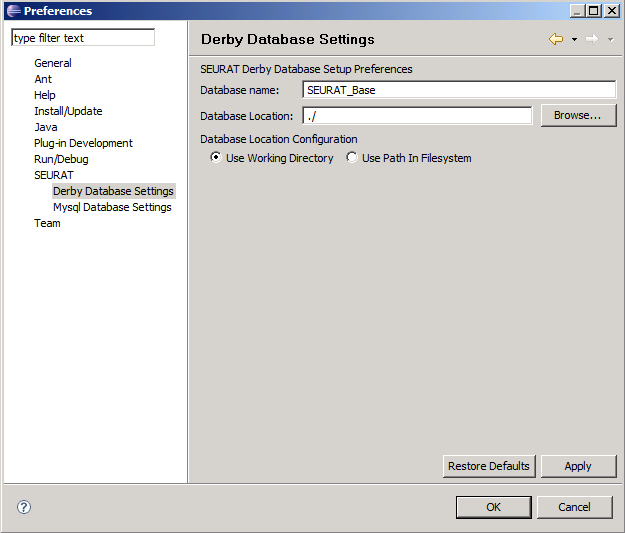 Preferences
type filter text
General
Ant
Help
Install/Update
Java
Plug-in Development
Run/Debug
SEURAT
Derby Database Settings
Mysql Database Settings
Team
Derby Database Settings
SEURAT Derby Database Setup Preferences
Database name: SEURAT_Base
Database Location: ./ Browse...
Database Location Configuration
Use Working Directory Use Path In Filesystem
Restore Defaults Apply
? OK Cancel